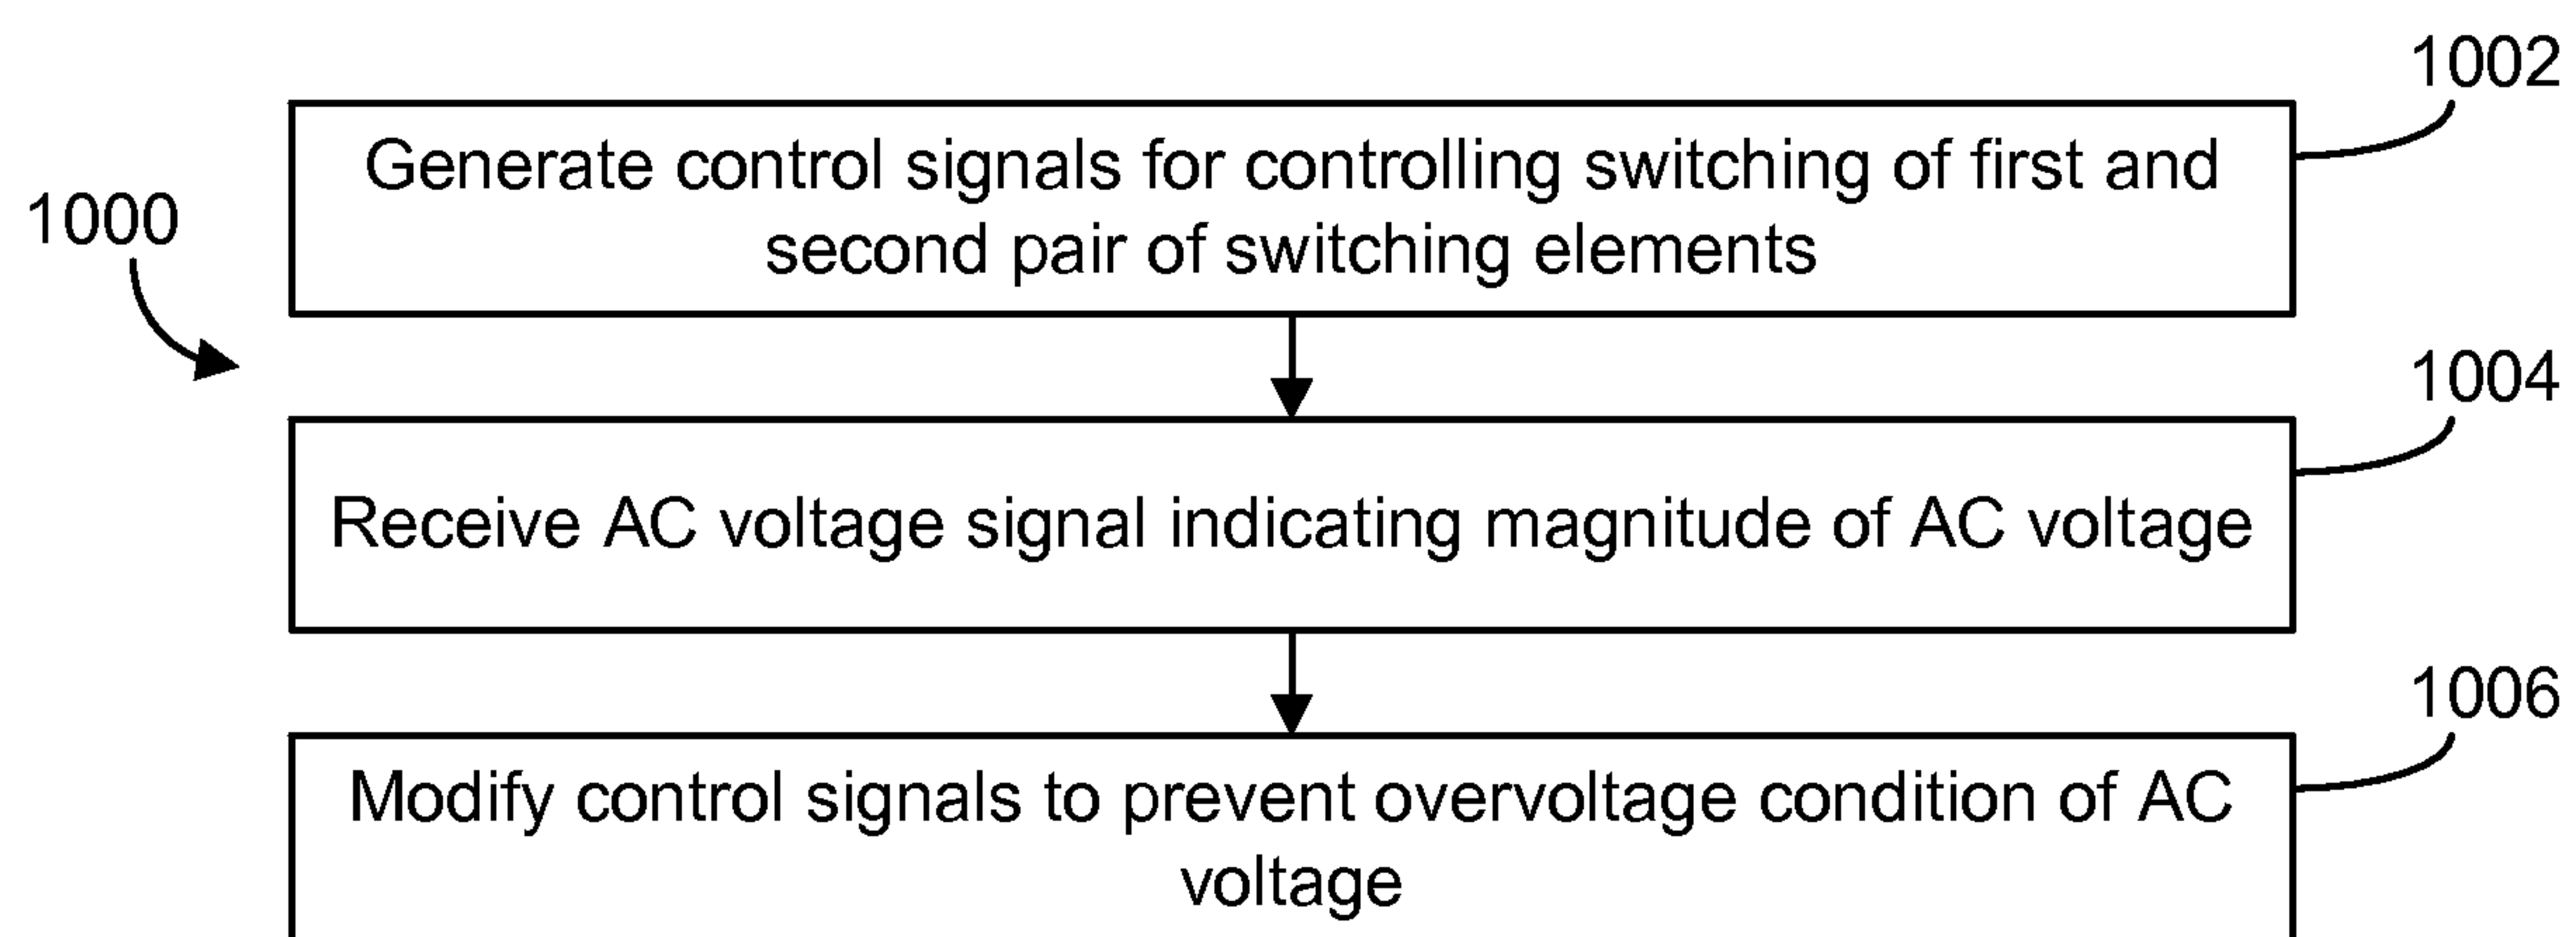 1002
Generate control signals for controlling switching of first and
second pair of switching elements
1000
1004
Receive AC voltage signal indicating magnitude of AC voltage
1006
Modify control signals to prevent overvoltage condition of AC
voltage